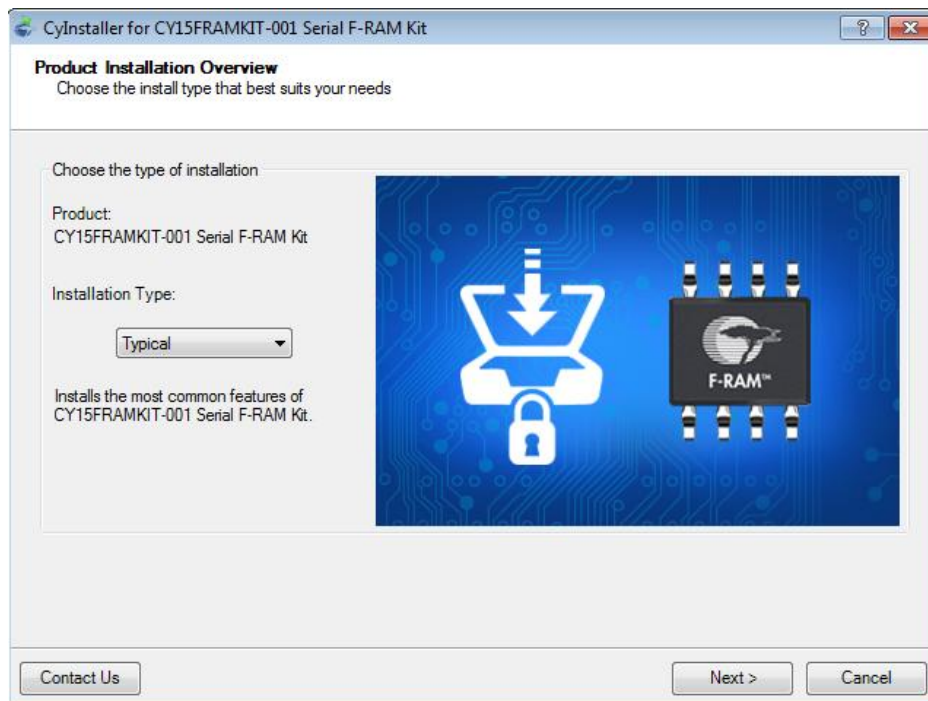 CyInstaller for CY15FRAMKIT-001 Serial F-RAM Kit
Product Installation Overview
Choose the install type that best suits your needs
Choose the type of installation
Product:
CY15FRAMKIT-001 Serial F-RAM Kit
Installation Type:
Typical
Installs the most common features of
CY15FRAMKIT-001 Serial F-RAM Kit.
F-RAM™
Contact Us
Next >
Cancel